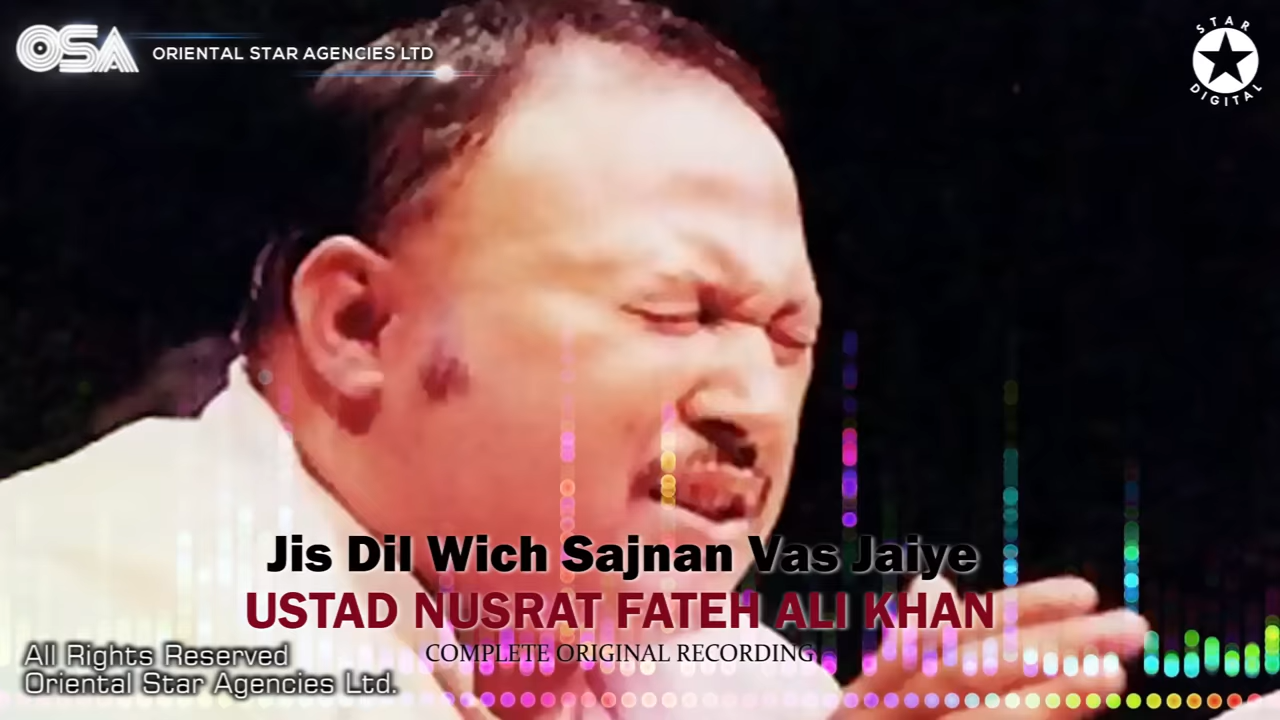 OSA
ORIENTAL STAR AGENCIES LTD
STAR
DIGITAL
Jis Dil Wich Sajnan Vas Jaiye
USTAD NUSRAT FATEH ALI KHAN
COMPLETE ORIGINAL RECORDING
All Rights Reserved
Oriental Star Agencies Ltd.